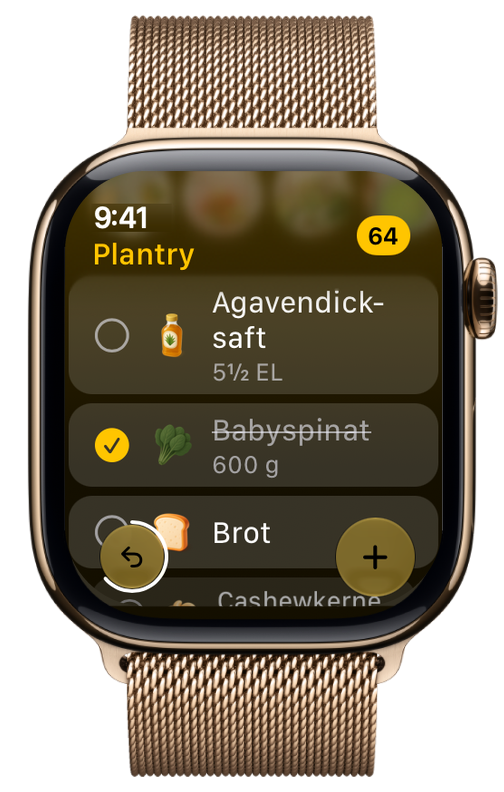 9:41
64
Plantry
Agavendick-
saft
5½ EL
Babyspinat
600 g
Brot
Cashewkerne